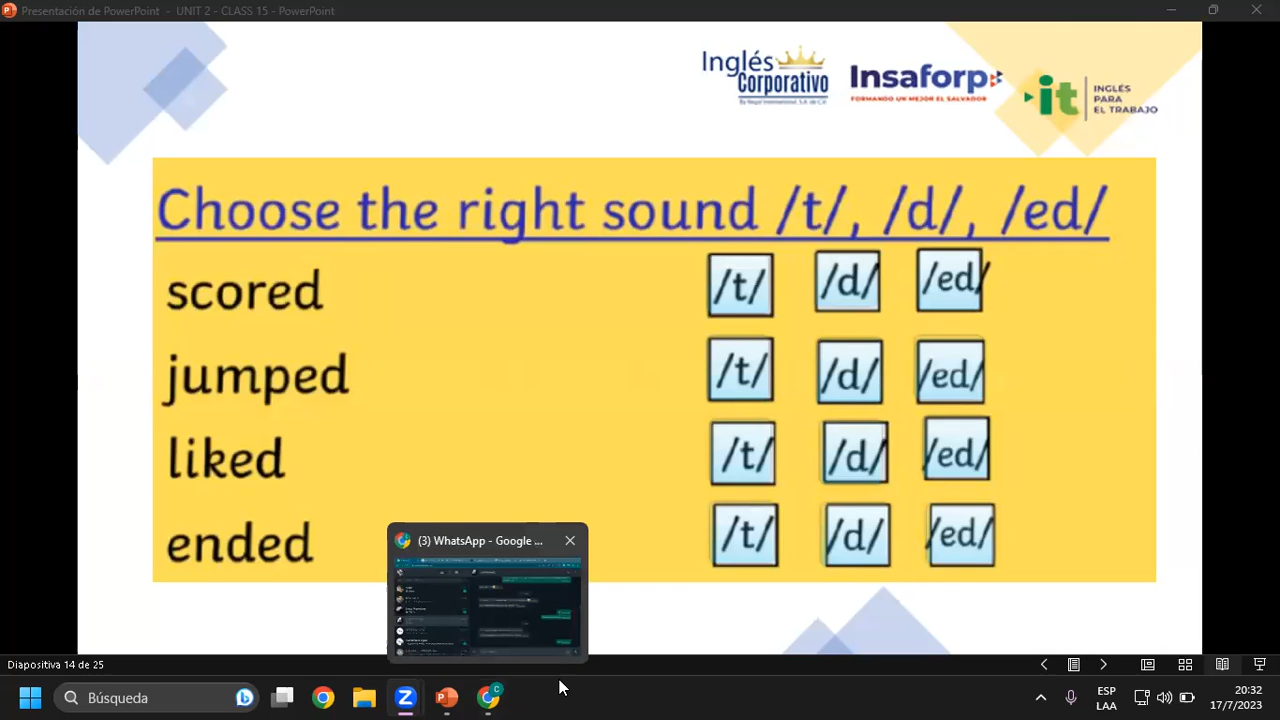 Presentación de PowerPoint - UNIT 2 - CLASS 15 - PowerPoint
Inglés
Corporativo
Insaforp
FORMANDO UN MEJOR EL SALVADOR
it
INGLÉS
PARA
EL TRABAJO
Choose the right sound /t/, /d/, /ed/
scored /t/ /d/ /ed/
jumped /t/ /d/ /ed/
liked /t/ /d/ /ed/
ended /t/ /d/ /ed/
(3) WhatsApp - Google ...
Diapositiva 14 de 25
Búsqueda
C
ESP
LAA
20:32
17/7/2023